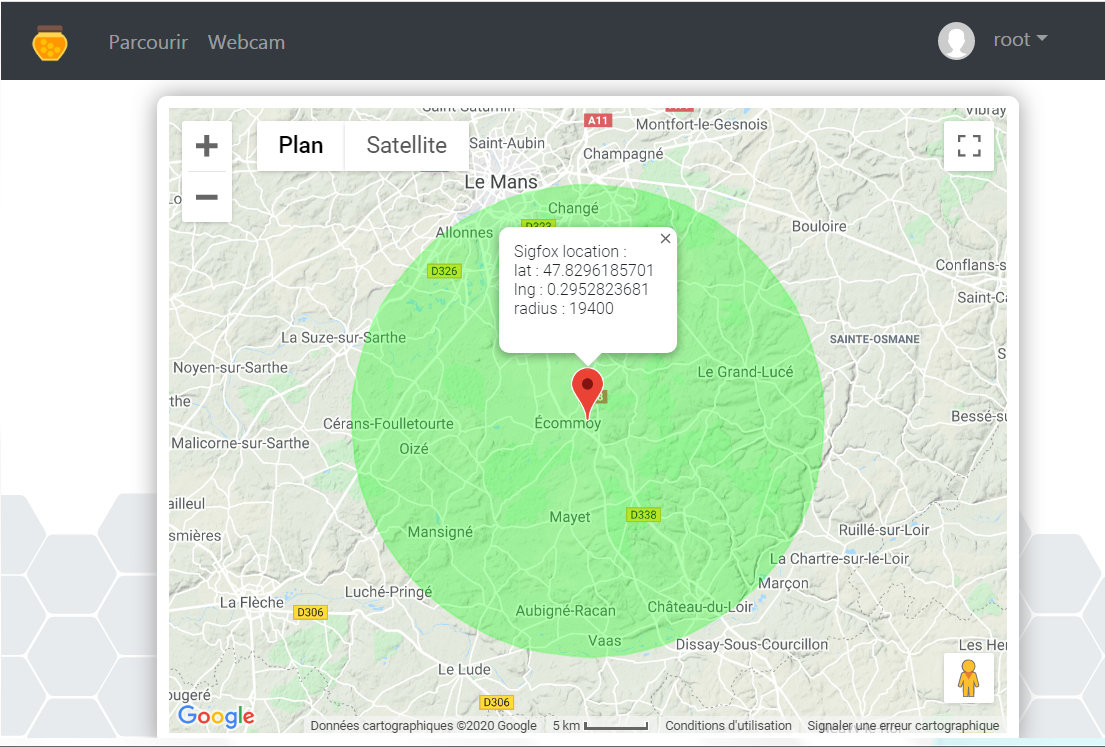 Parcourir Webcam
root
Plan Satellite
A11
Montfort-le-Gesnois
Saint-Aubin
Champagné
Le Mans
Changé
D323
Allonnes
Bouloire
Sigfox location :
lat : 47.8296185701
lng : 0.2952823681
radius : 19400
D326
Conflans-s
Saint-Ca
La Suze-sur-Sarthe
SAINTE-OSMANE
Noyen-sur-Sarthe
Le Grand-Lucé
the
Écommoy
Cérans-Foulletourte
Bessé-su
Malicorne-sur-Sarthe
Oizé
ailleul
Mayet
D338
smières
Mansigné
Ruillé-sur-Loir
La Chartre-sur-le-Loir
Marçon
Luché-Pringé
La Flèche
D306
Aubigné-Racan
Château-du-Loir
Vaas
Dissay-Sous-Courcillon
Les Her
Le Lude
ougeré
D306
Google
Données cartographiques ©2020 Google
5 km
Conditions d'utilisation
Signaler une erreur cartographique